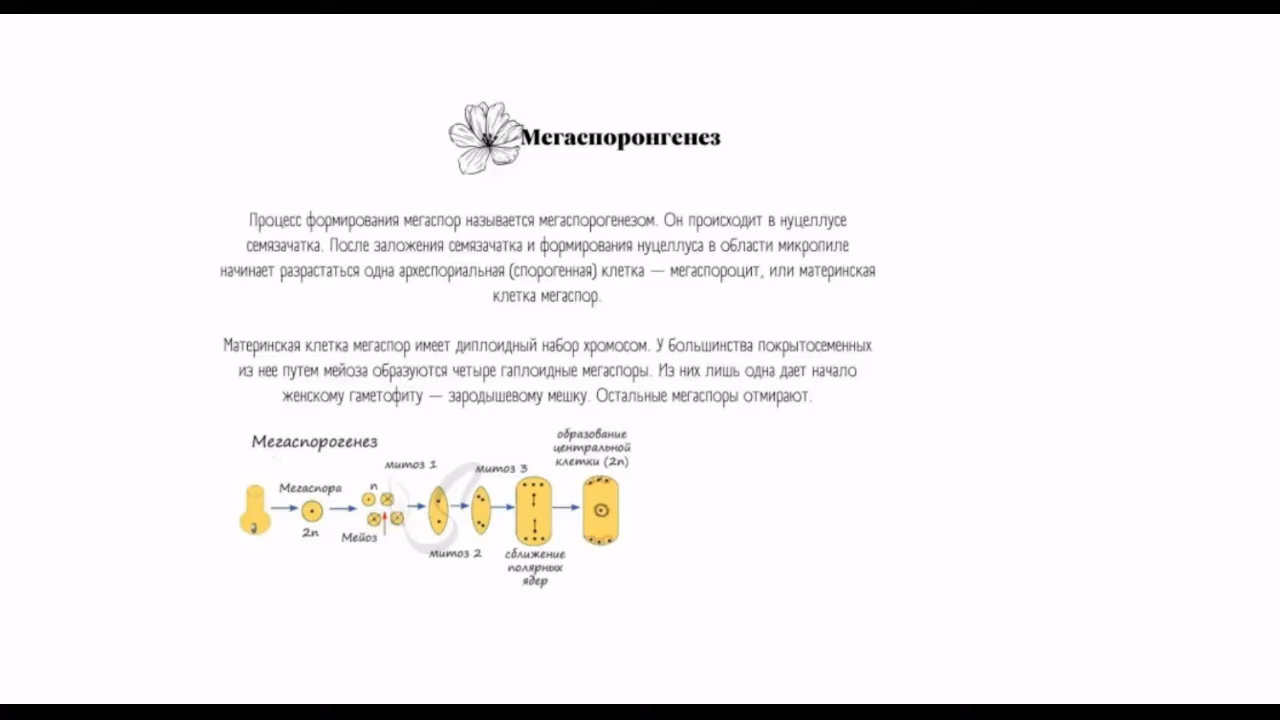 Мегаспоронгенез
Процесс формирования мегаспор называется мегаспорогенезом. Он происходит в нуцеллусе
семязачатка. После заложения семязачатка и формирования нуцеллуса в области микропиле
начинает разрастаться одна археспориальная (спорогенная) клетка — мегаспороцит, или материнская
клетка мегаспор.
Материнская клетка мегаспор имеет диплоидный набор хромосом. У большинства покрытосеменных
из нее путем мейоза образуются четыре гаплоидные мегаспоры. Из них лишь одна дает начало
женскому гаметофиту — зародышевому мешку. Остальные мегаспоры отмирают.
Мегаспорогенез
Мегаспора
2n
n
Мейоз
митоз 1
митоз 2
митоз 3
сближение
полярных
ядер
образование
центральной
клетки (2n)